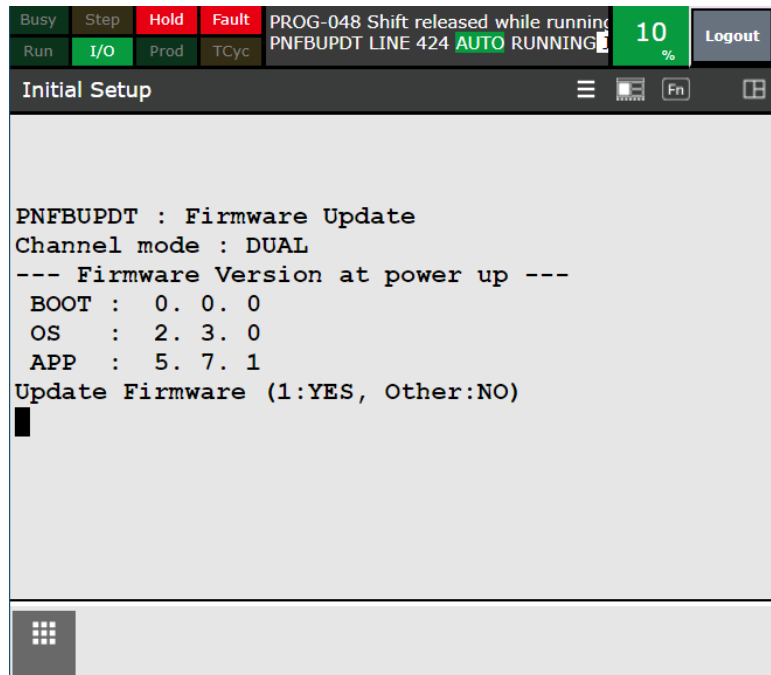 Busy Step Hold Fault PROG-048 Shift released while running
Run I/O Prod TCyc PNFBUPDT LINE 424 AUTO RUNNING
10 %
Logout
Initial Setup
Fn
PNFBUPDT : Firmware Update
Channel mode : DUAL
--- Firmware Version at power up ---
BOOT : 0. 0. 0
OS : 2. 3. 0
APP : 5. 7. 1
Update Firmware (1:YES, Other:NO)